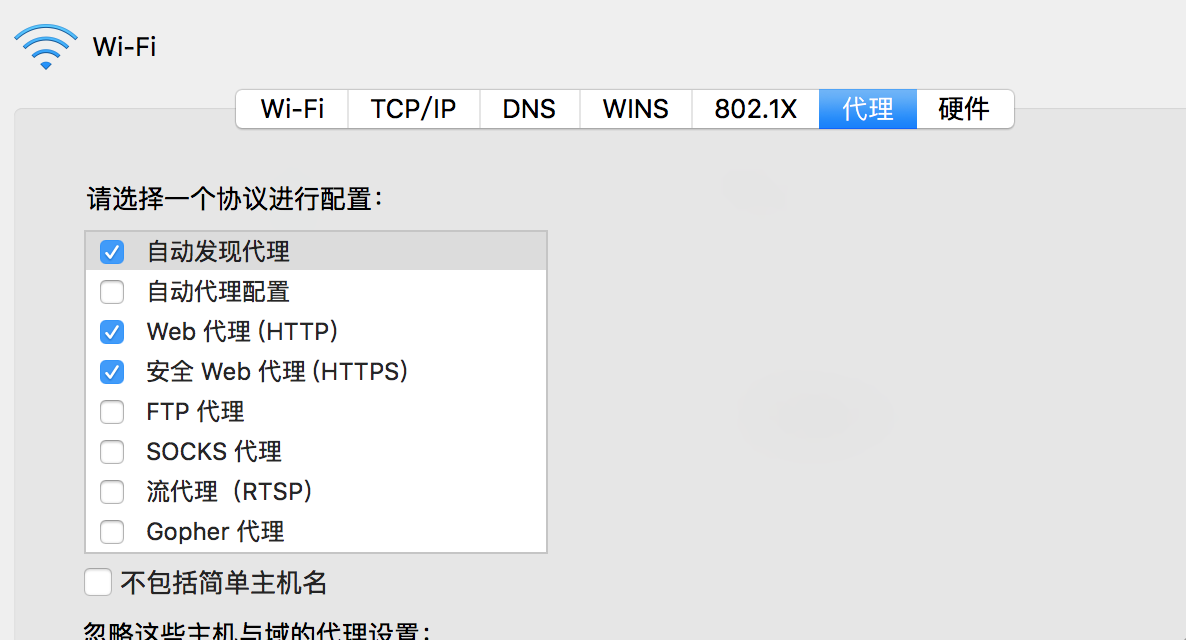 Wi-Fi
Wi-Fi TCP/IP DNS WINS 802.1X 代理 硬件
请选择一个协议进行配置：
自动发现代理
自动代理配置
Web 代理 (HTTP)
安全 Web 代理 (HTTPS)
FTP 代理
SOCKS 代理
流代理（RTSP）
Gopher 代理
不包括简单主机名
忽略这些主机与域的代理设置：